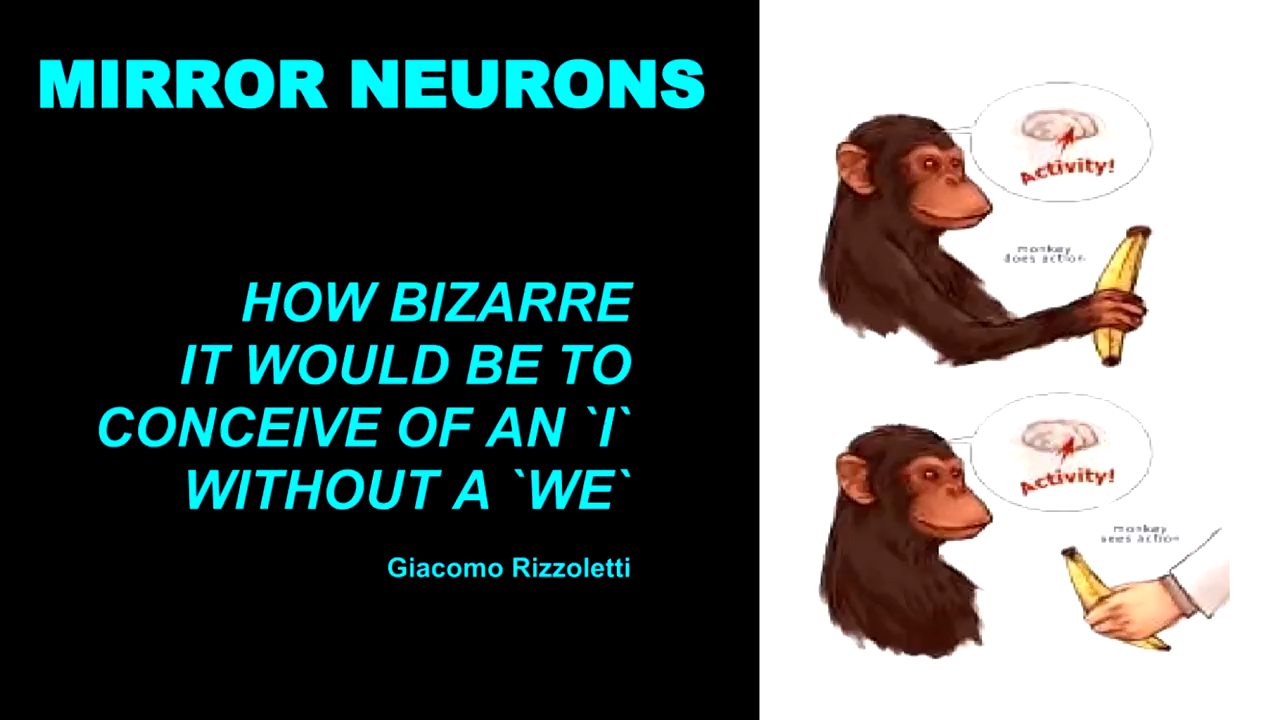 MIRROR NEURONS
HOW BIZARRE
IT WOULD BE TO
CONCEIVE OF AN `I`
WITHOUT A `WE`
Giacomo Rizzoletti
Activity!
monkey
does action
Activity!
monkey
sees action